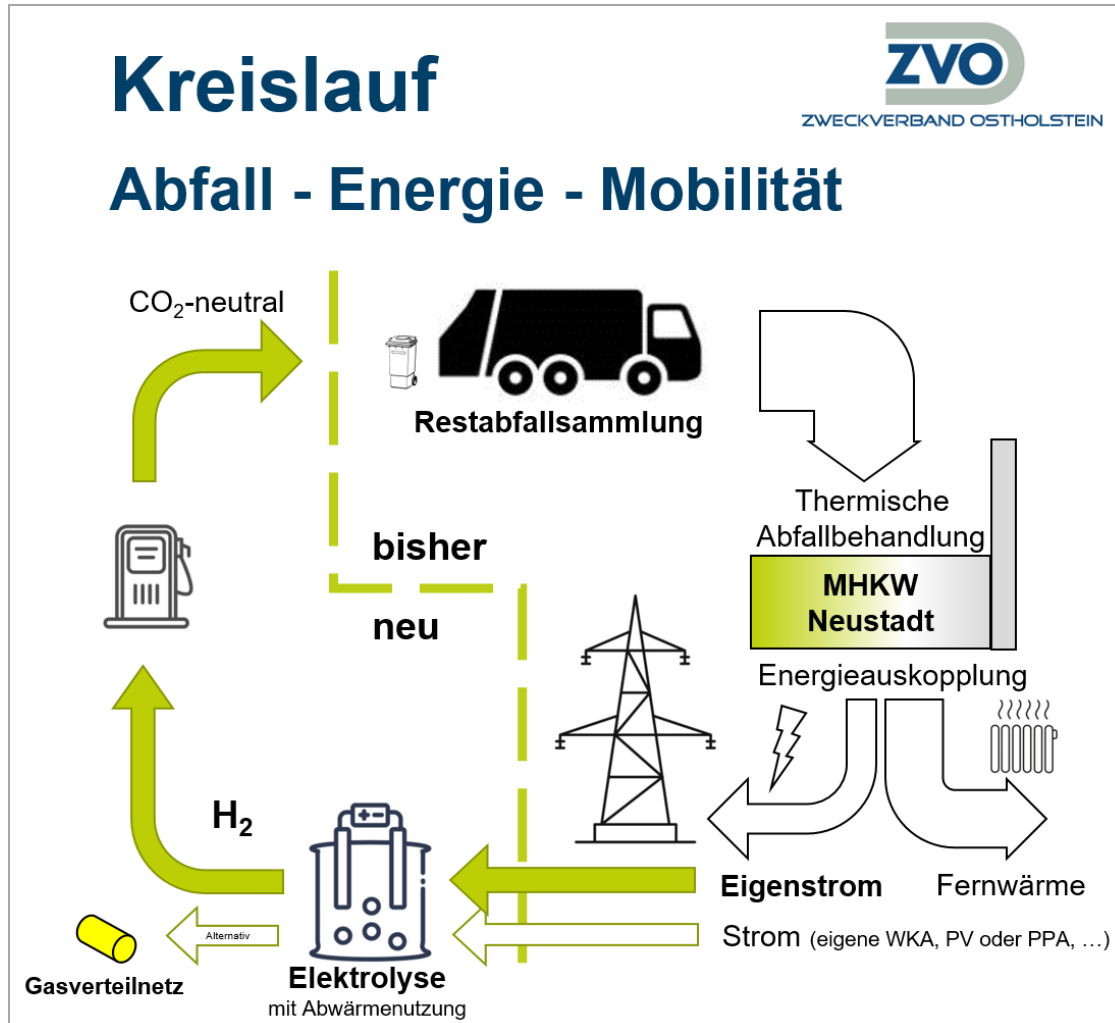 Kreislauf
ZVO
ZWECKVERBAND OSTHOLSTEIN
Abfall - Energie - Mobilität
CO₂-neutral
Restabfallsammlung
Thermische
Abfallbehandlung
bisher
neu
MHKW
Neustadt
Energieauskopplung
H₂
Eigenstrom
Fernwärme
Alternativ
Strom (eigene WKA, PV oder PPA, ...)
Gasverteilnetz
Elektrolyse
mit Abwärmenutzung